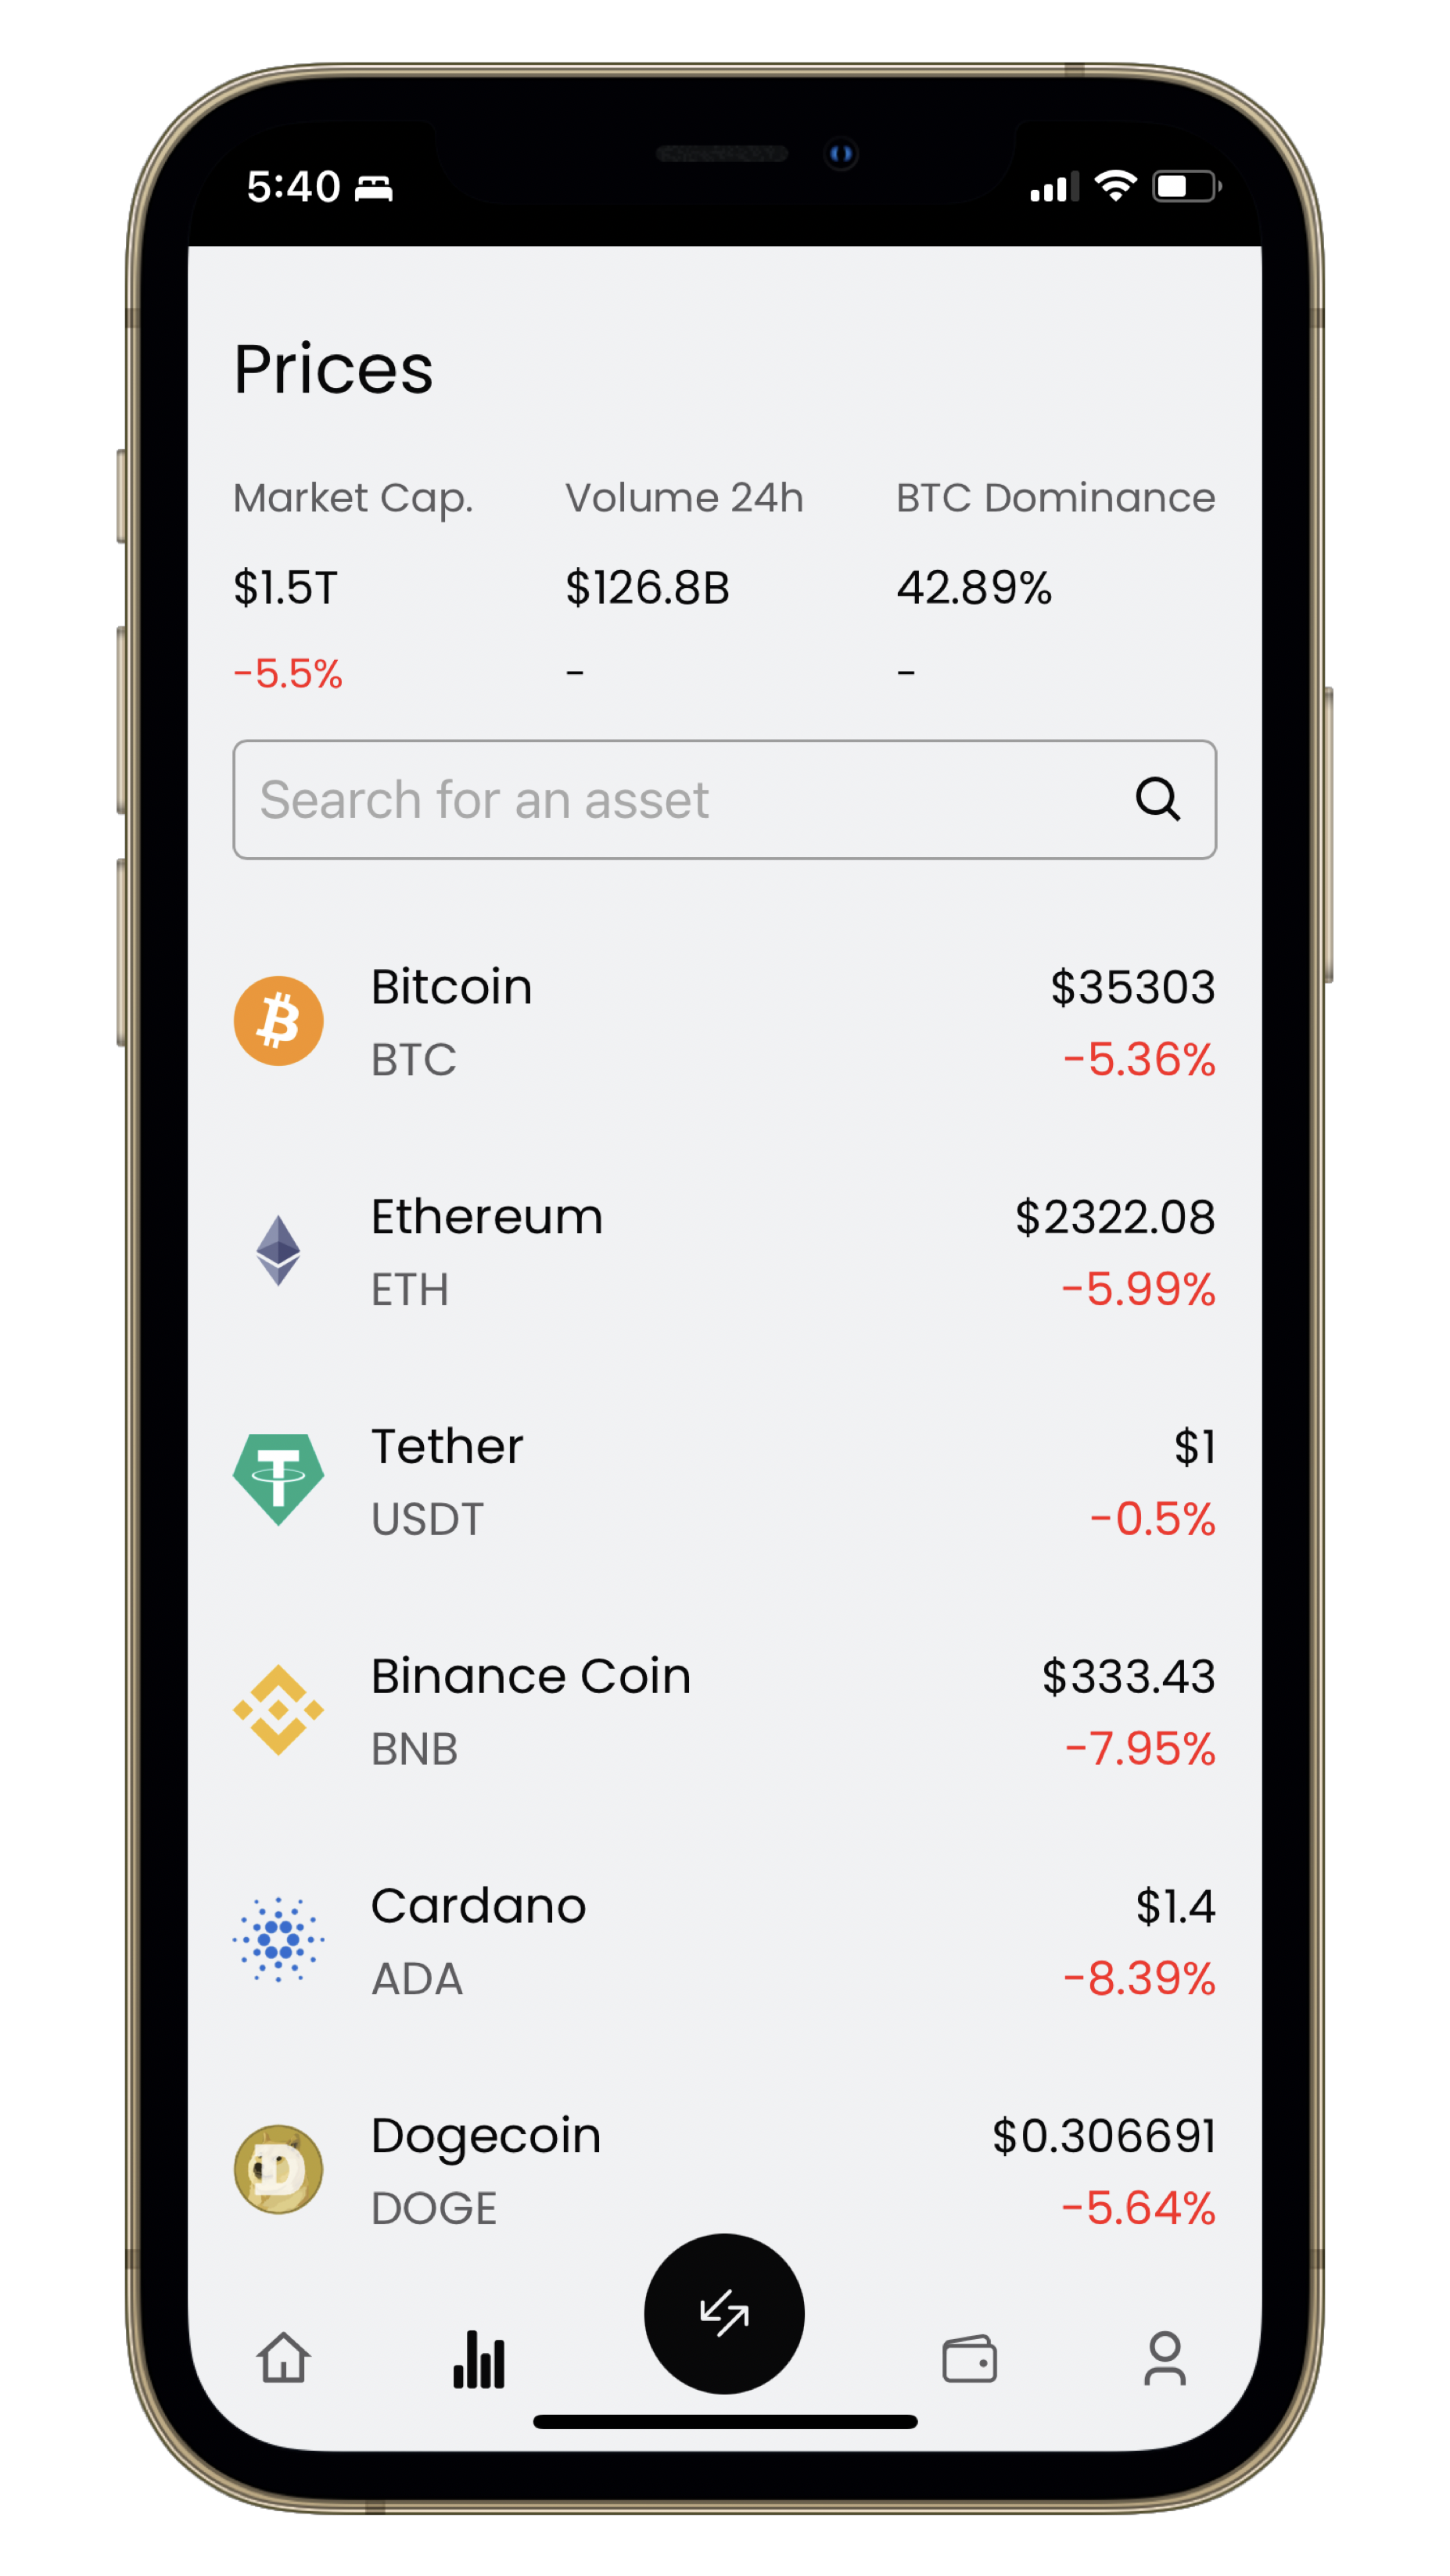 5:40
Prices
Market Cap. Volume 24h BTC Dominance
$1.5T $126.8B 42.89%
-5.5% - -
Search for an asset
Bitcoin $35303
BTC -5.36%
Ethereum $2322.08
ETH -5.99%
Tether $1
USDT -0.5%
Binance Coin $333.43
BNB -7.95%
Cardano $1.4
ADA -8.39%
Dogecoin $0.306691
DOGE -5.64%